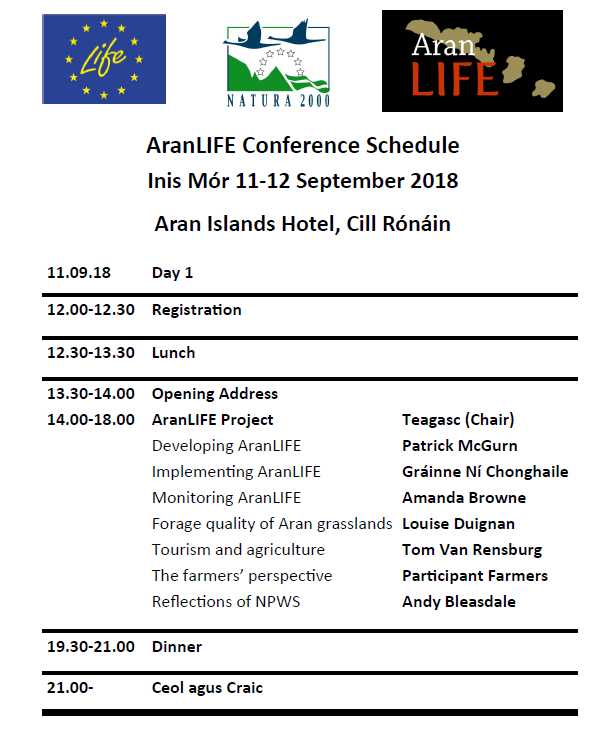 Life
NATURA 2000
Aran
LIFE
AranLIFE Conference Schedule
Inis Mór 11-12 September 2018
Aran Islands Hotel, Cill Rónáin
11.09.18 Day 1
12.00-12.30 Registration
12.30-13.30 Lunch
13.30-14.00 Opening Address
14.00-18.00 AranLIFE Project Teagasc (Chair)
Developing AranLIFE Patrick McGurn
Implementing AranLIFE Gráinne Ní Chonghaile
Monitoring AranLIFE Amanda Browne
Forage quality of Aran grasslands Louise Duignan
Tourism and agriculture Tom Van Rensburg
The farmers’ perspective Participant Farmers
Reflections of NPWS Andy Bleasdale
19.30-21.00 Dinner
21.00- Ceol agus Craic